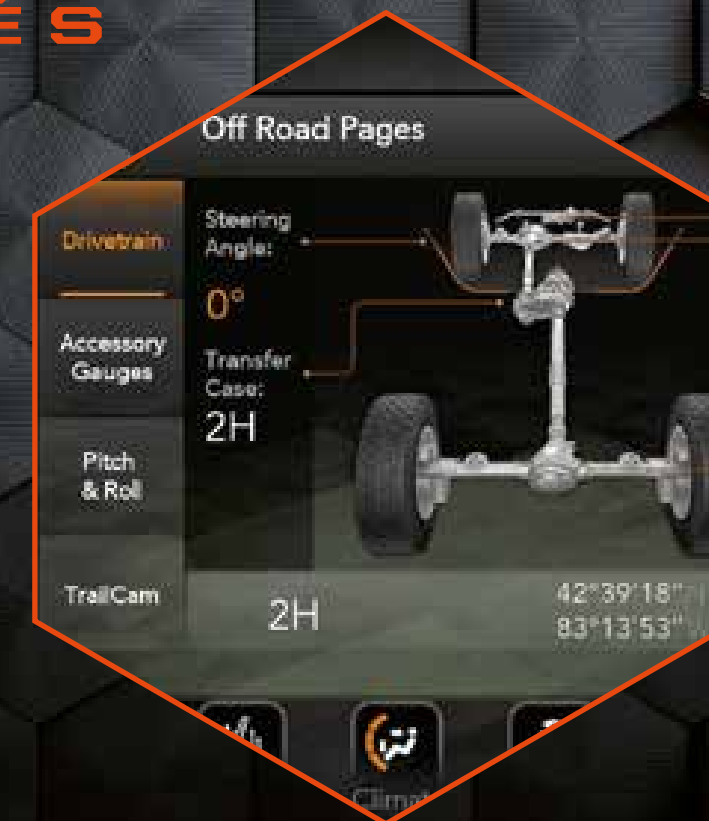 É S
Off Road Pages
Drivetrain
Steering
Angle:
0°
Accessory
Gauges
Transfer
Case:
2H
Pitch
& Roll
TrailCam
2H
42°39'18"
83°13'53"
Climat